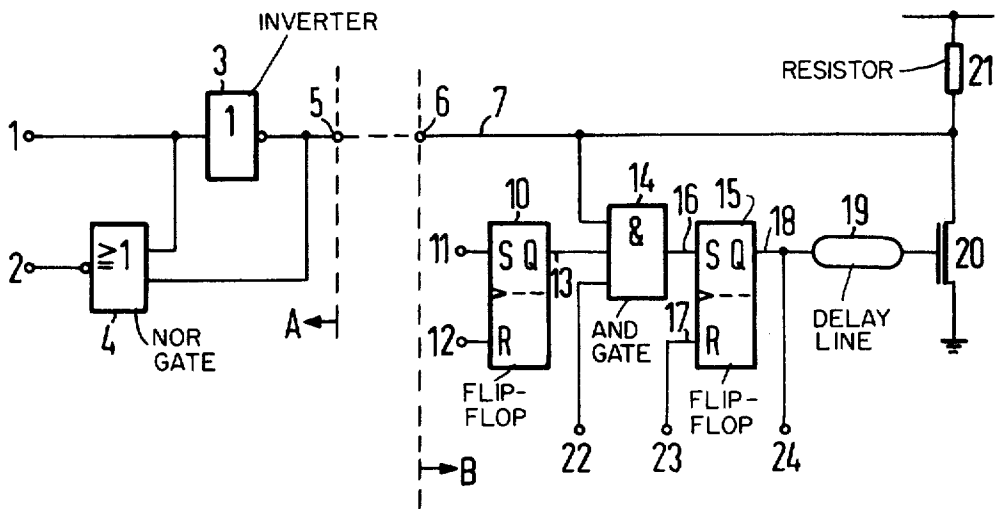 INVERTER
3
1
1
5
6
7
RESISTOR
21
2
≥1
4
NOR
GATE
A
10
11
S Q
13
12
R
FLIP-
FLOP
14
&
16
AND
GATE
22
15
S Q
18
17
R
FLIP-
FLOP
23
24
19
DELAY
LINE
20
B